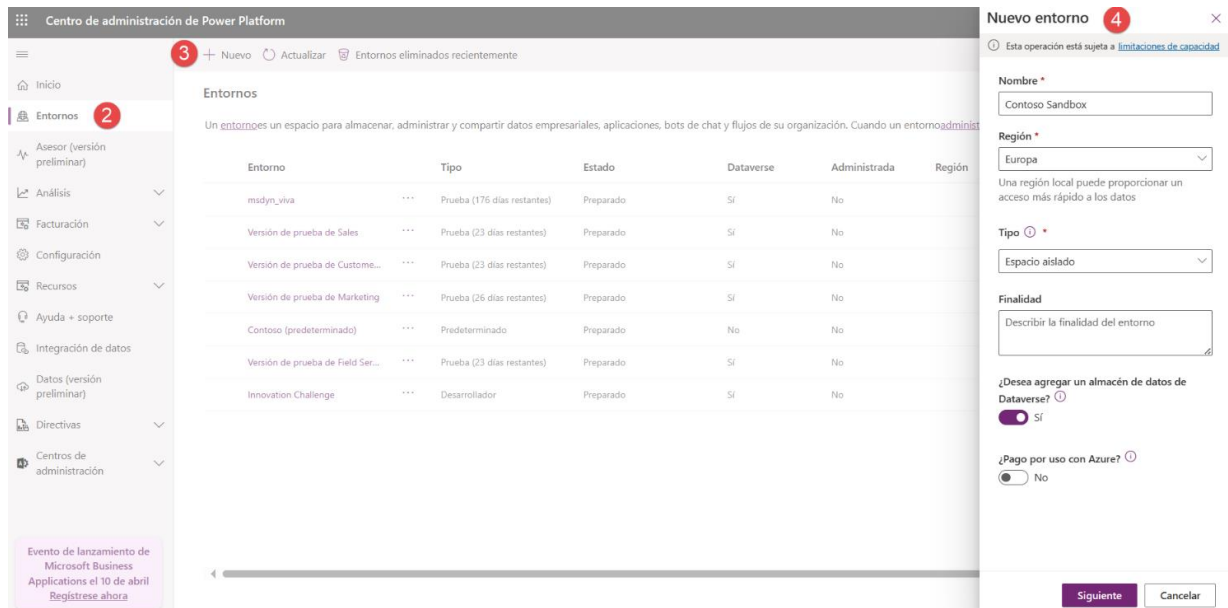 Centro de administración de Power Platform
3
Nuevo
Actualizar
Entornos eliminados recientemente
Inicio
Entornos
2
Asesor (versión
preliminar)
Análisis
Facturación
Configuración
Recursos
Ayuda + soporte
Integración de datos
Datos (versión
preliminar)
Directivas
Centros de
administración
Evento de lanzamiento de
Microsoft Business
Applications el 10 de abril
Regístrese ahora
Entornos
Un entornoes un espacio para almacenar, administrar y compartir datos empresariales, aplicaciones, bots de chat y flujos de su organización. Cuando un entornoadminist
Entorno Tipo Estado Dataverse Administrada Región
msdyn_viva ... Prueba (176 días restantes) Preparado Sí No
Versión de prueba de Sales ... Prueba (23 días restantes) Preparado Sí No
Versión de prueba de Custome... ... Prueba (23 días restantes) Preparado Sí No
Versión de prueba de Marketing ... Prueba (26 días restantes) Preparado Sí No
Contoso (predeterminado) ... Predeterminado Preparado No No
Versión de prueba de Field Ser... ... Prueba (23 días restantes) Preparado Sí No
Innovation Challenge ... Desarrollador Preparado Sí No
Nuevo entorno
4
Esta operación está sujeta a limitaciones de capacidad
Nombre *
Contoso Sandbox
Región *
Europa
Una región local puede proporcionar un
acceso más rápido a los datos
Tipo *
Espacio aislado
Finalidad
Describir la finalidad del entorno
¿Desea agregar un almacén de datos de
Dataverse?
Sí
¿Pago por uso con Azure?
No
Siguiente
Cancelar